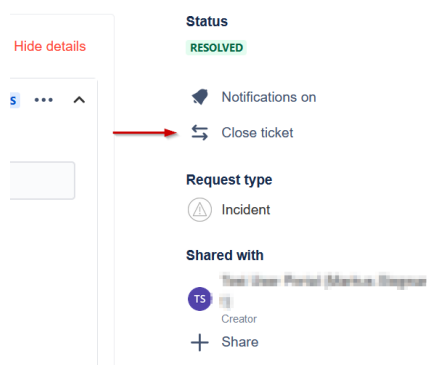 Status
Hide details
RESOLVED
S
Notifications on
Close ticket
Request type
Incident
Shared with
TS
Creator
Share